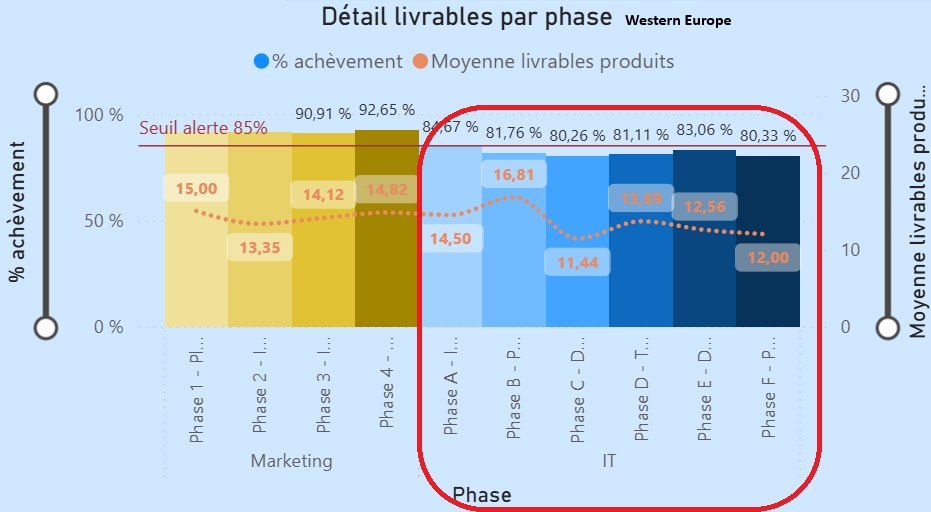 Détail livrables par phase Western Europe
% achèvement Moyenne livrables produits
% achèvement
100 %
50 %
0 %
Seuil alerte 85%
90,91 %
92,65 %
84,67 %
81,76 %
80,26 %
81,11 %
83,06 %
80,33 %
15,00
13,35
14,12
14,82
14,50
16,81
11,44
13,69
12,56
12,00
30
20
10
0
Moyenne livrables produ...
Phase 1 - Pl...
Phase 2 - I...
Phase 3 - I...
Phase 4 - ...
Phase A - I...
Phase B - P...
Phase C - D...
Phase D - T...
Phase E - D...
Phase F - P...
Marketing
IT
Phase